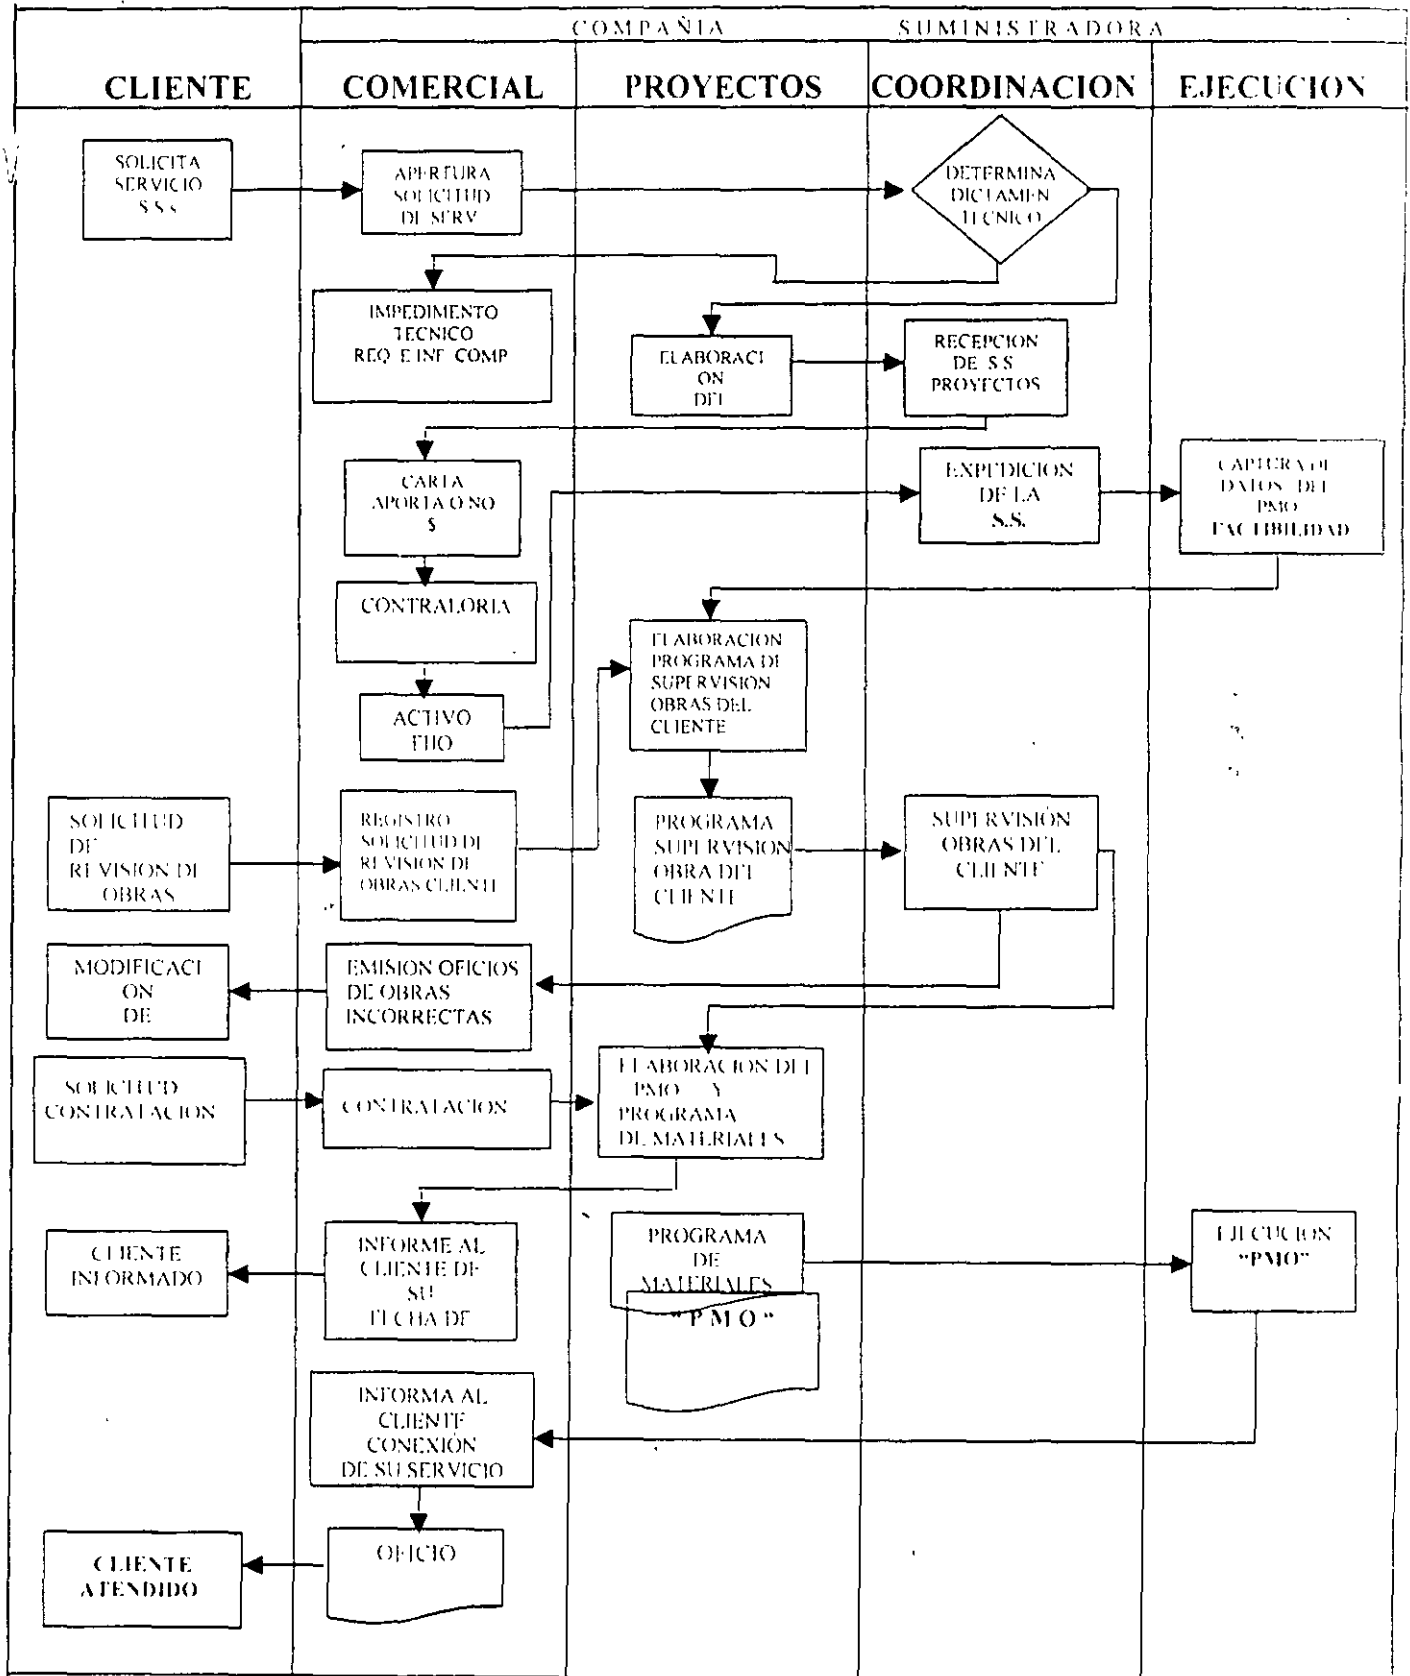 COMPAÑIA SUMINISTRADORA
CLIENTE COMERCIAL PROYECTOS COORDINACION EJECUCION
SOLICITA
SERVICIO
S.S.
APERTURA
SOLICITUD
DE SERV
DETERMINA
DICTAMEN
TECNICO
IMPEDIMENTO
TECNICO
REQ E INF COMP
ELABORACI
ON
DEL
RECEPCION
DE S S
PROYECTOS
CARTA
APORTA O NO
$
EXPEDICION
DE LA
S.S.
CAPTURA DE
DATOS DEL
PMO
FACTIBILIDAD
CONTRALORIA
ELABORACION
PROGRAMA DE
SUPERVISION
OBRAS DEL
CLIENTE
ACTIVO
FIJO
SOLICITUD
DE
REVISION DE
OBRAS
REGISTRO
SOLICITUD DE
REVISION DE
OBRAS CLIENTE
PROGRAMA
SUPERVISION
OBRA DEL
CLIENTE
SUPERVISIÓN
OBRAS DEL
CLIENTE
MODIFICACI
ON
DE
EMISION OFICIOS
DE OBRAS
INCORRECTAS
SOLICITUD
CONTRATACION
CONTRATACION
ELABORACION DEL
PMO Y
PROGRAMA
DE MATERIALES
CLIENTE
INFORMADO
INFORME AL
CLIENTE DE
SU
FECHA DE
PROGRAMA
DE
MATERIALES
"P M O"
EJECUCION
"PMO"
INFORMA AL
CLIENTE
CONEXIÓN
DE SU SERVICIO
CLIENTE
ATENDIDO
OFICIO